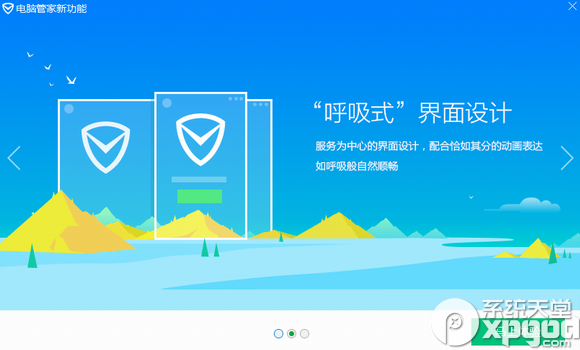 电脑管家新功能
“呼吸式”界面设计
服务为中心的界面设计，配合恰如其分的动画表达
如呼吸般自然顺畅
系统天堂
xpgod